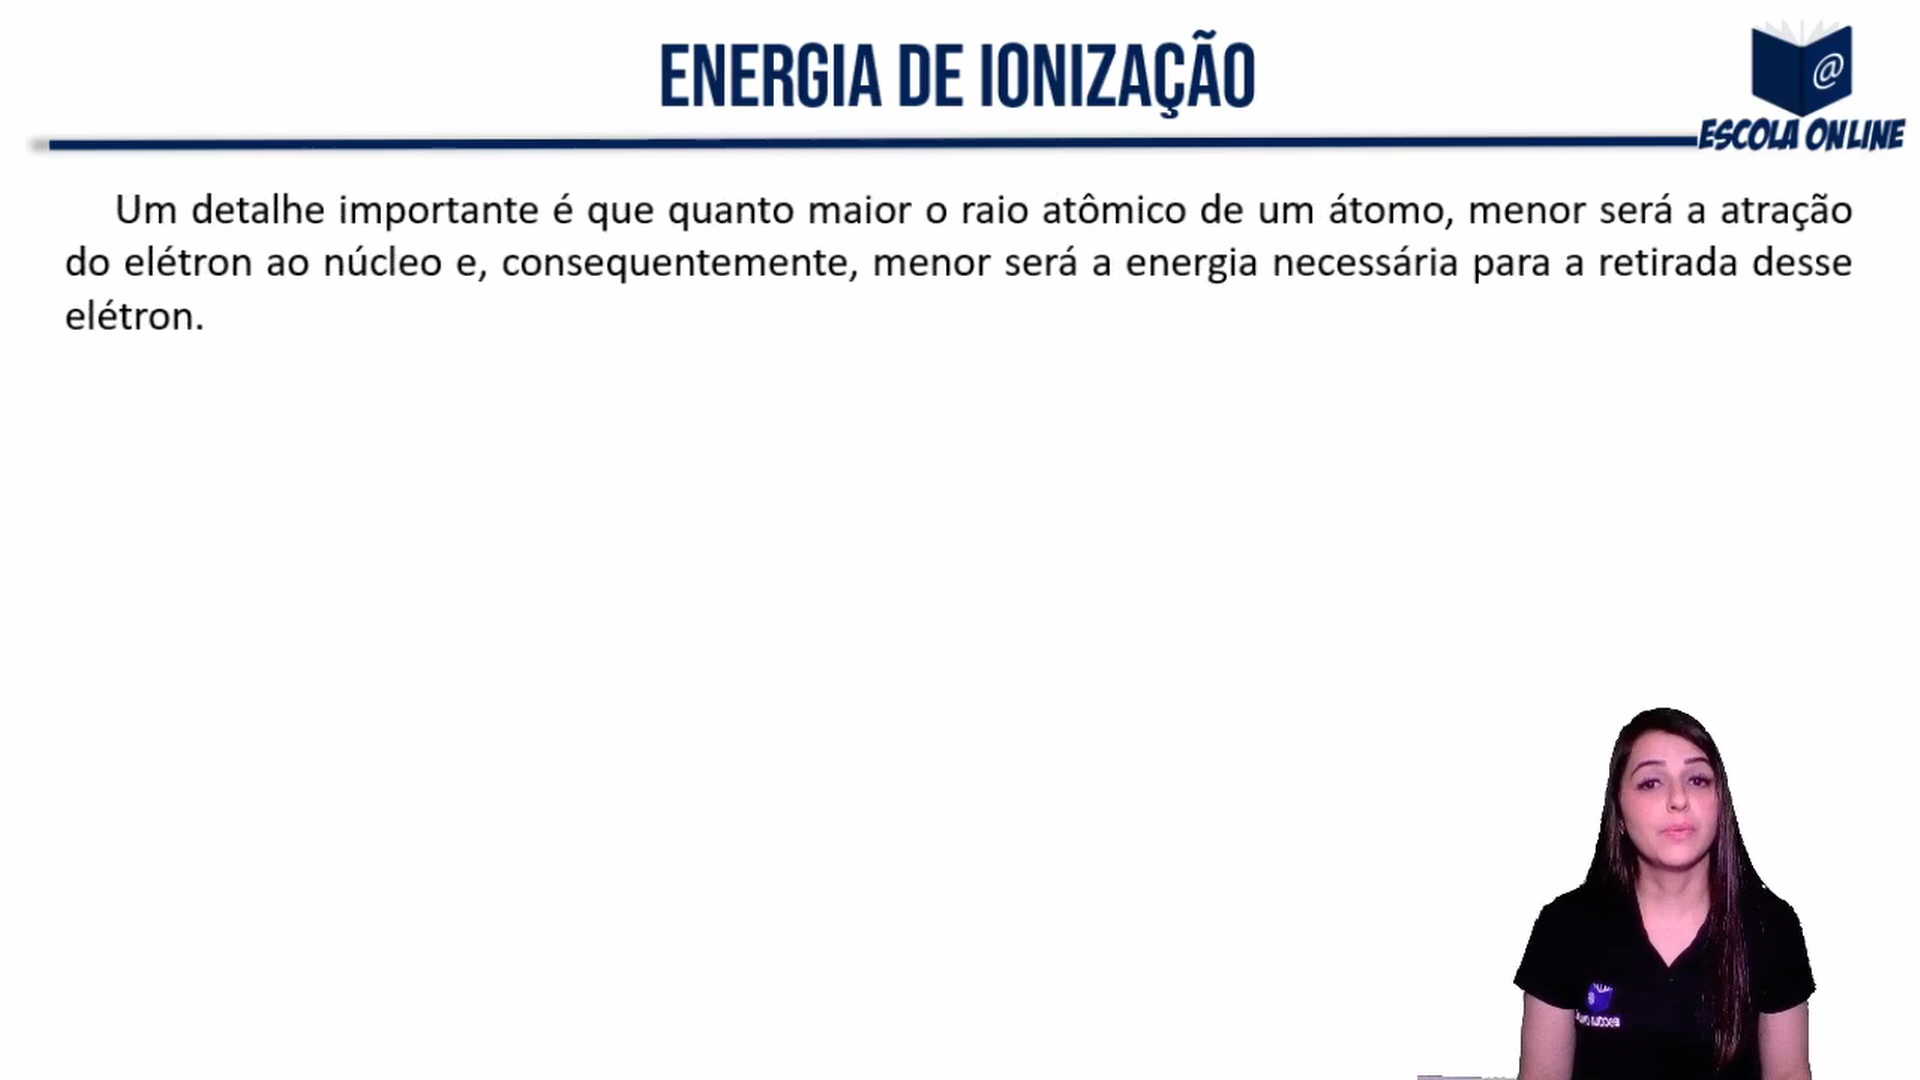 ENERGIA DE IONIZAÇÃO
@
ESCOLA ONLINE
Um detalhe importante é que quanto maior o raio atômico de um átomo, menor será a atração
do elétron ao núcleo e, consequentemente, menor será a energia necessária para a retirada desse
elétron.